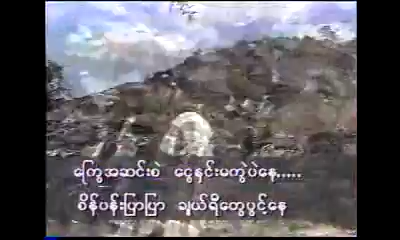 ကြွေအဆင်းစဲ ငွေနှင်းမကွဲပဲနေ.....
စိန်ပန်းပြာပြာ ချယ်ရီတွေပွင့်နေ